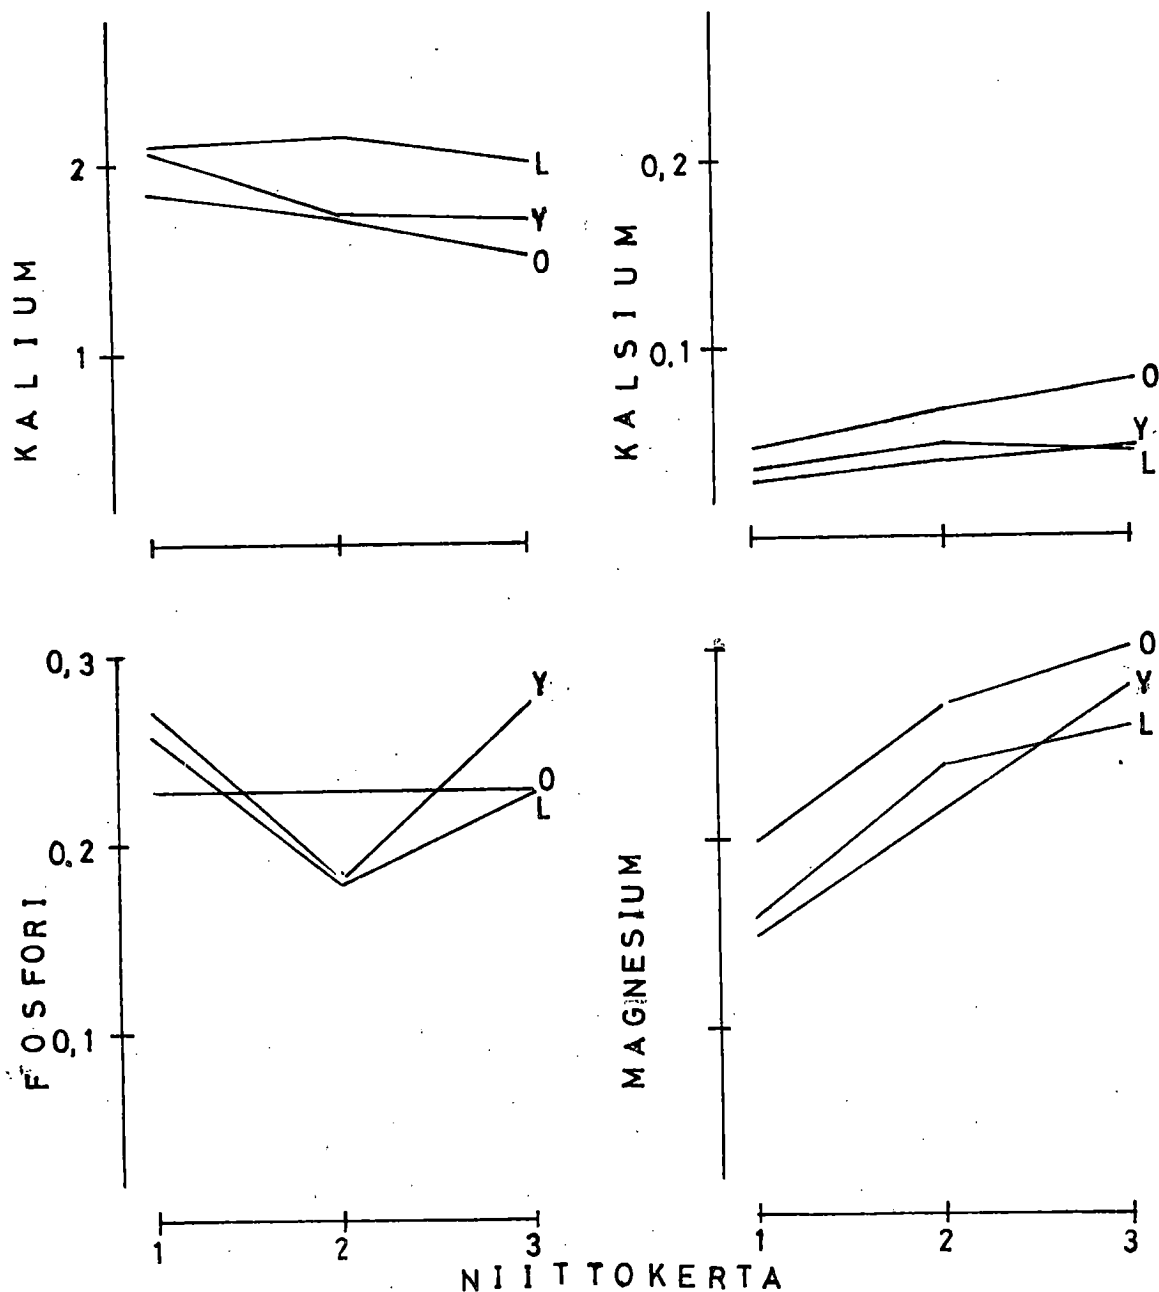 KALIUM
2
1
L
Y
O
KALSIUM
0,2
0.1
O
Y
L
FOSFORI
0,3
0.2
0,1
Y
O
L
1 2 3
MAGNESIUM
O
Y
L
1 2 3
NIITTOKERTA